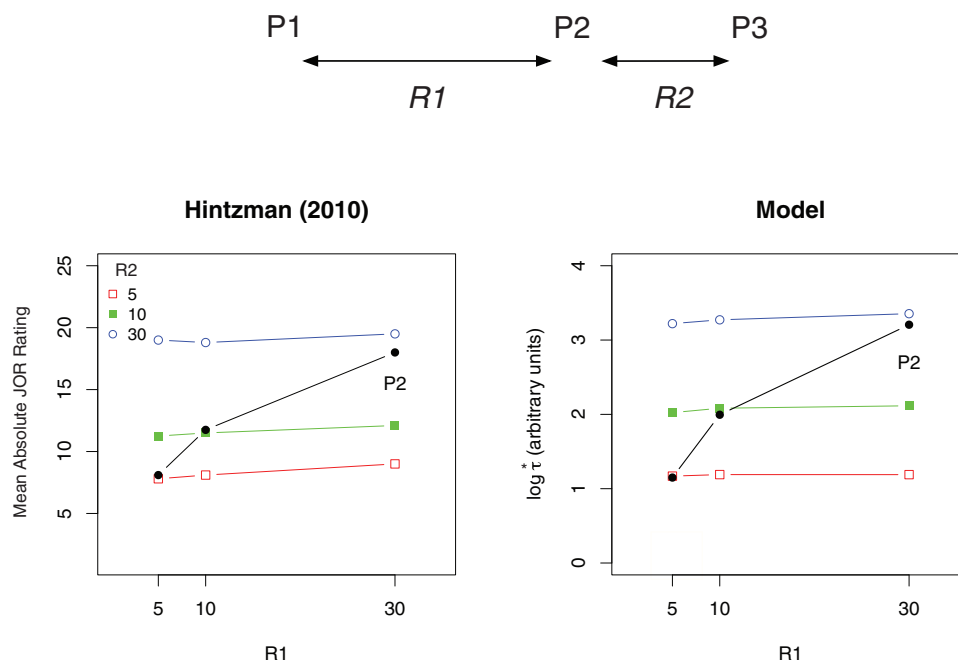 P1 P2 P3
R1 R2
Hintzman (2010)
Mean Absolute JOR Rating
25
20
15
10
5
R2
5
10
30
P2
5 10 30
R1
Model
log τ* (arbitrary units)
4
3
2
1
0
P2
5 10 30
R1